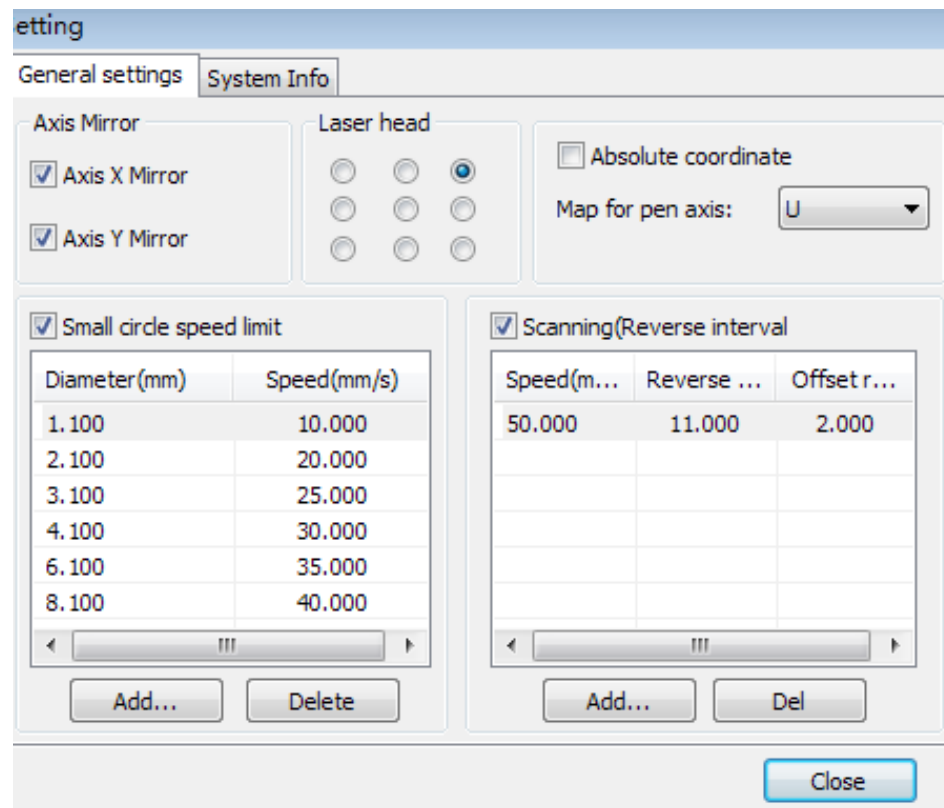 etting
General settings System Info
Axis Mirror
Axis X Mirror
Axis Y Mirror
Laser head
Absolute coordinate
Map for pen axis: U
Small circle speed limit
Diameter(mm) Speed(mm/s)
1.100 10.000
2.100 20.000
3.100 25.000
4.100 30.000
6.100 35.000
8.100 40.000
Add... Delete
Scanning(Reverse interval
Speed(m... Reverse ... Offset r...
50.000 11.000 2.000
Add... Del
Close